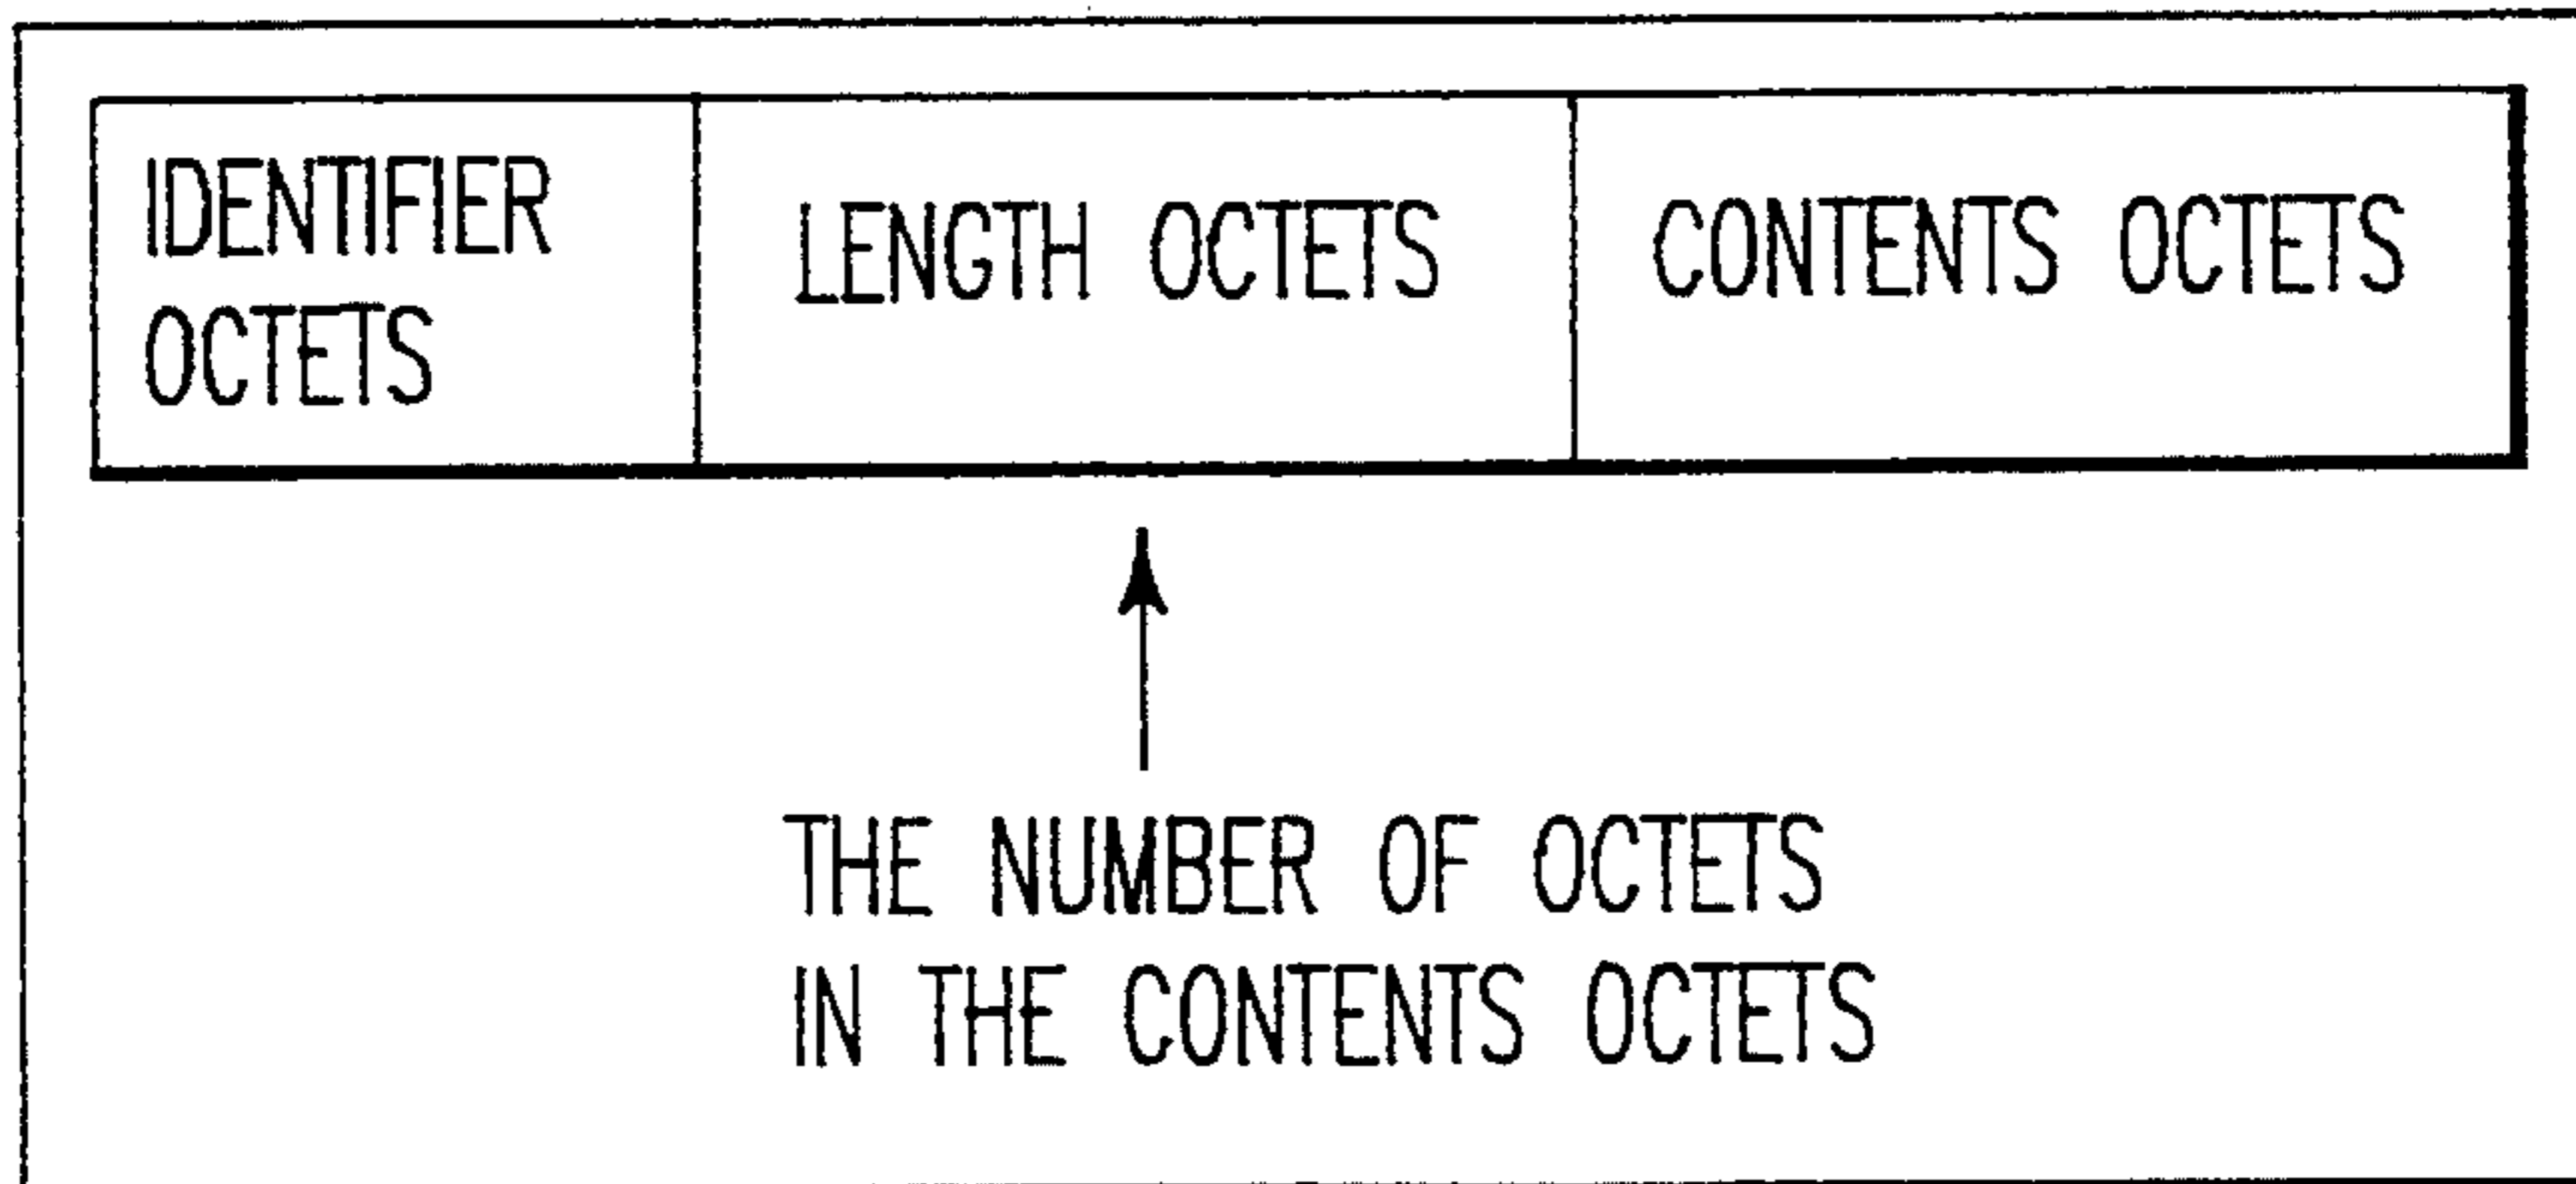 IDENTIFIER
OCTETS
LENGTH OCTETS
CONTENTS OCTETS
THE NUMBER OF OCTETS
IN THE CONTENTS OCTETS